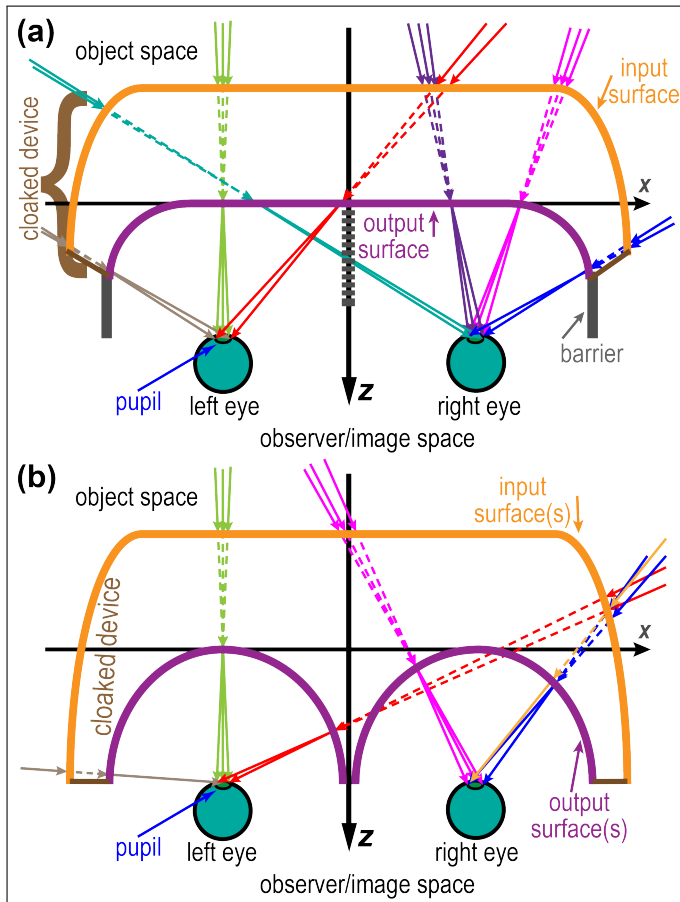 (a)
object space
input
surface
cloaked device
x
output
surface
barrier
pupil
left eye
z
right eye
observer/image space
(b)
object space
input
surface(s)
cloaked device
x
pupil
left eye
z
right eye
output
surface(s)
observer/image space